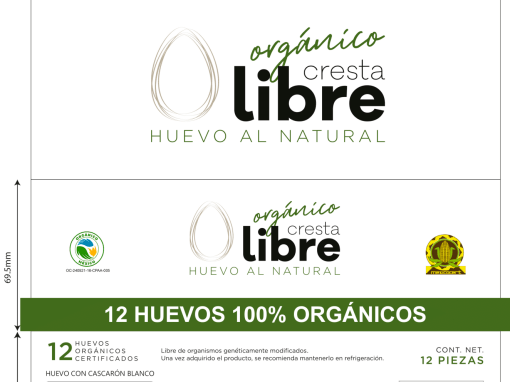 orgánico
cresta
libre
HUEVO AL NATURAL
69.5mm
ORGÁNICO
MÉXICO
orgánico
cresta
libre
HUEVO AL NATURAL
12 HUEVOS 100% ORGÁNICOS
12 HUEVOS
ORGÁNICOS
CERTIFICADOS
Libre de organismos genéticamente modificados.
Una vez adquirido el producto, se recomienda mantenerlo en refrigeración.
CONT. NET.
12 PIEZAS
HUEVO CON CASCARÓN BLANCO